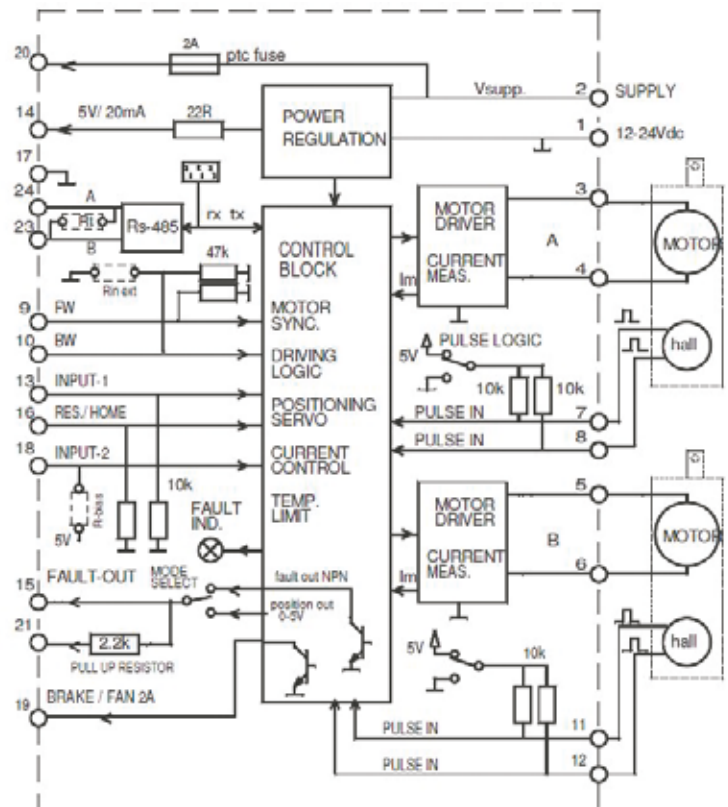 20
2A
ptc fuse
Vsupp.
2
SUPPLY
14
5V/ 20mA
22R
POWER
REGULATION
1
12-24Vdc
17
24
A
Rt
Rs-485
rx tx
23
B
MOTOR
DRIVER
CURRENT
MEAS.
A
3
4
MOTOR
Im
CONTROL
BLOCK
47k
Rin ext
9
FW
MOTOR
SYNC.
10
BW
DRIVING
LOGIC
PULSE LOGIC
5V
10k
10k
hall
13
INPUT-1
POSITIONING
SERVO
PULSE IN
7
16
RES./ HOME
PULSE IN
8
18
INPUT-2
CURRENT
CONTROL
R-bias
5V
10k
FAULT
IND.
TEMP.
LIMIT
MOTOR
DRIVER
CURRENT
MEAS.
B
5
6
MOTOR
Im
15
FAULT-OUT
MODE
SELECT
fault out NPN
position out
0-5V
21
2.2k
PULL UP RESISTOR
5V
10k
hall
19
BRAKE / FAN 2A
PULSE IN
11
PULSE IN
12